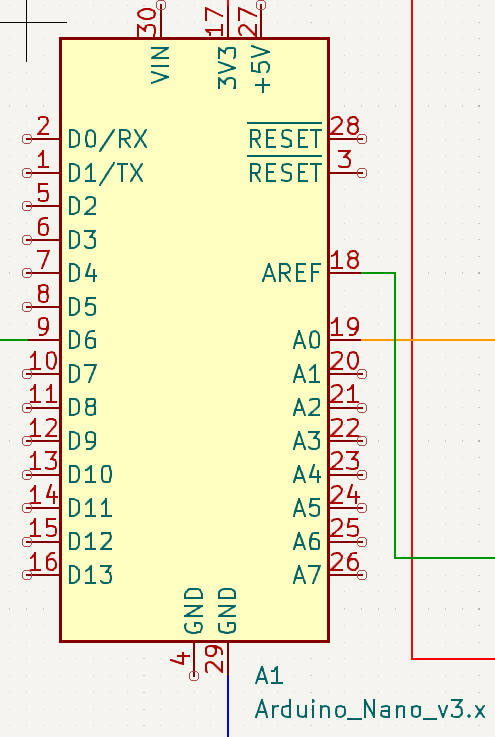 30 17 27
VIN 3V3 +5V
2 D0/RX RESET 28
1 D1/TX RESET 3
5 D2
6 D3
7 D4 AREF 18
8 D5
9 D6 A0 19
10 D7 A1 20
11 D8 A2 21
12 D9 A3 22
13 D10 A4 23
14 D11 A5 24
15 D12 A6 25
16 D13 A7 26
GND GND
4 29
A1
Arduino_Nano_v3.x